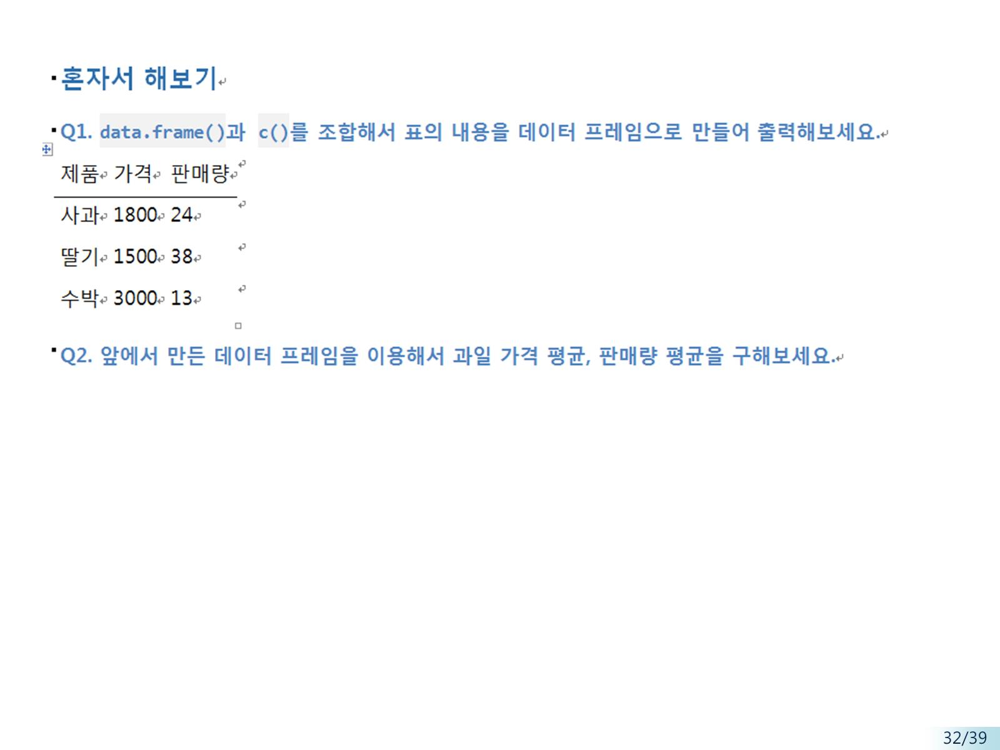 혼자서 해보기
Q1. data.frame()과 c()를 조합해서 표의 내용을 데이터 프레임으로 만들어 출력해보세요.
제품 가격 판매량
사과 1800 24
딸기 1500 38
수박 3000 13
Q2. 앞에서 만든 데이터 프레임을 이용해서 과일 가격 평균, 판매량 평균을 구해보세요.
32/39